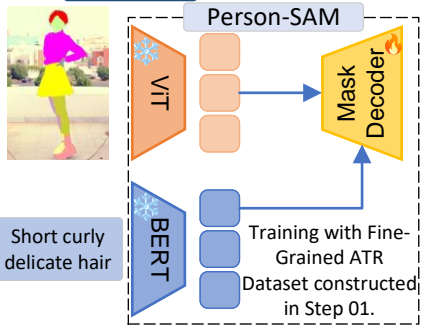 Person-SAM
ViT
Mask
Decoder
BERT
Short curly
delicate hair
Training with Fine-
Grained ATR
Dataset constructed
in Step 01.